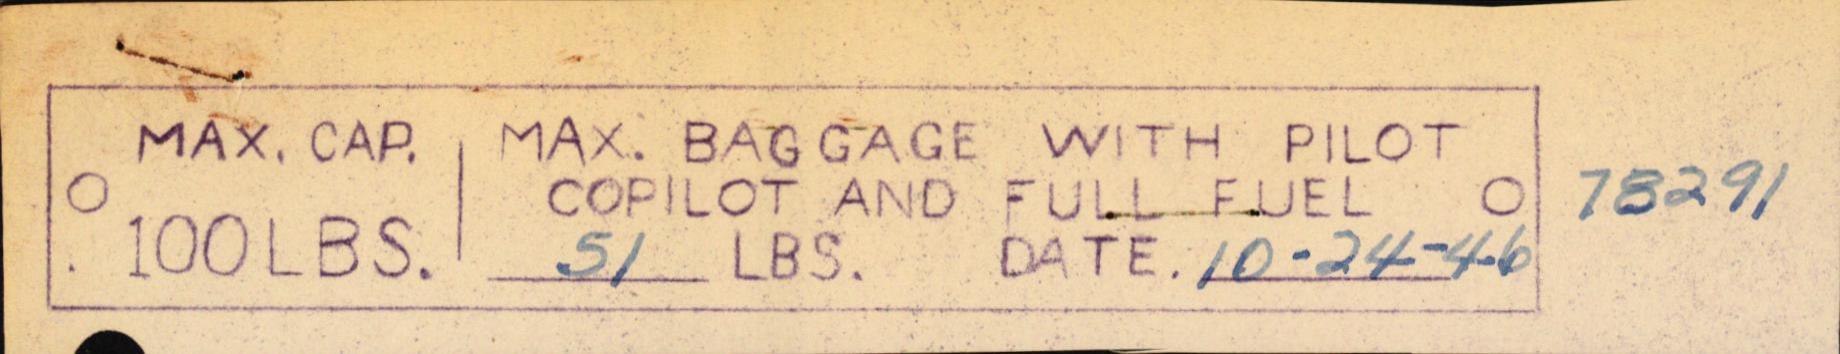 MAX. CAP.
100 LBS.
MAX. BAGGAGE WITH PILOT
COPILOT AND FULL FUEL
51 LBS. DATE. 10-24-46
78291